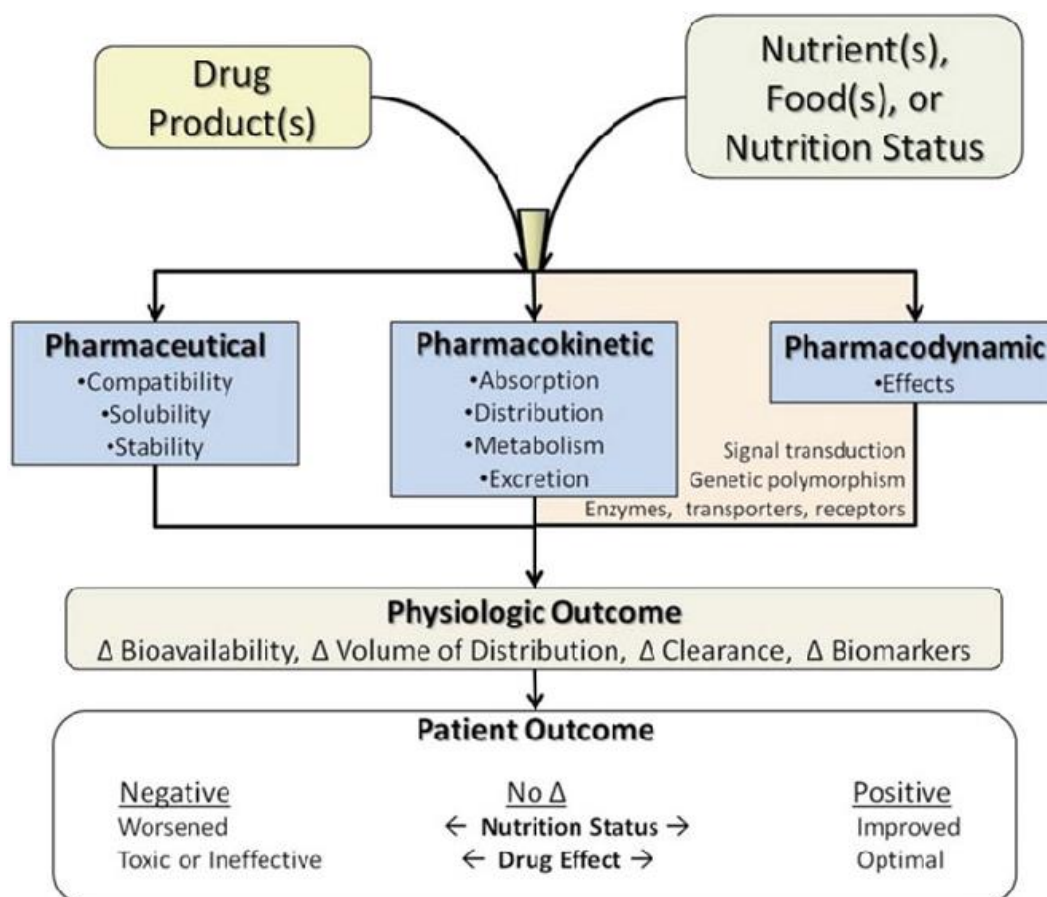 Drug
Product(s)
Nutrient(s),
Food(s), or
Nutrition Status
Pharmaceutical
•Compatibility
•Solubility
•Stability
Pharmacokinetic
•Absorption
•Distribution
•Metabolism
•Excretion
Pharmacodynamic
•Effects
Signal transduction
Genetic polymorphism
Enzymes, transporters, receptors
Physiologic Outcome
Δ Bioavailability, Δ Volume of Distribution, Δ Clearance, Δ Biomarkers
Patient Outcome
Negative No Δ Positive
Worsened ← Nutrition Status → Improved
Toxic or Ineffective ← Drug Effect → Optimal